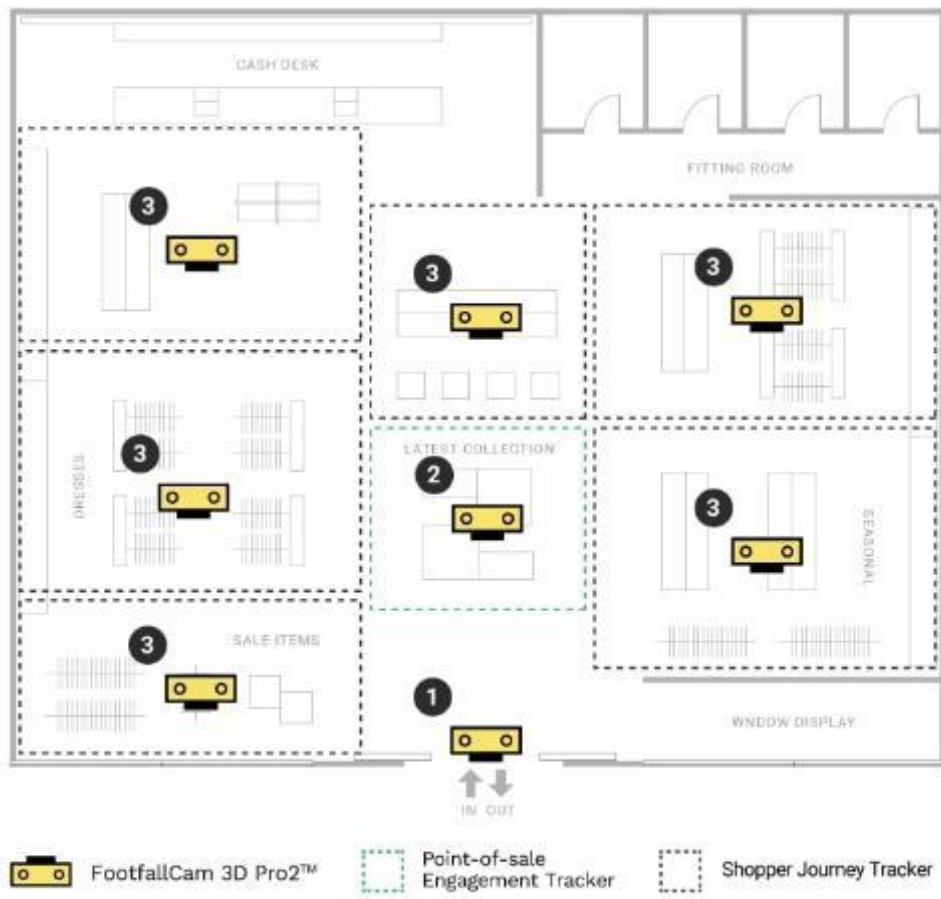 CASH DESK
FITTING ROOM
3
3
3
LATEST COLLECTION
2
3
DRESSES
3
SEASONAL
3
SALE ITEMS
1
WNDOW DISPLAY
IN OUT
FootfallCam 3D Pro2™
Point-of-sale
Engagement Tracker
Shopper Journey Tracker